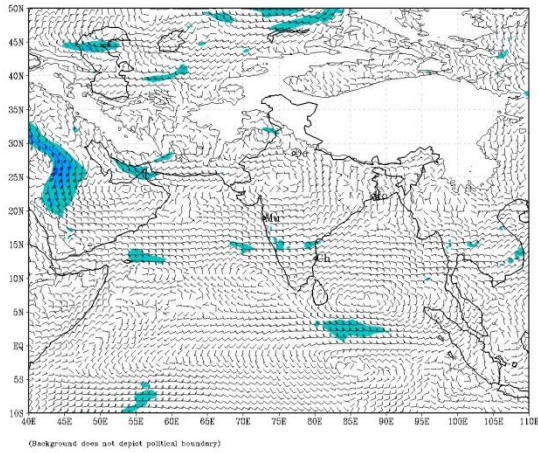 50N
45N
40N
35N
30N
25N
20N
15N
10N
5N
EQ
5S
10S
Mu
Ch
40E 45E 50E 55E 60E 65E 70E 75E 80E 85E 90E 95E 100E 105E 110E
(Background does not depict political boundary)